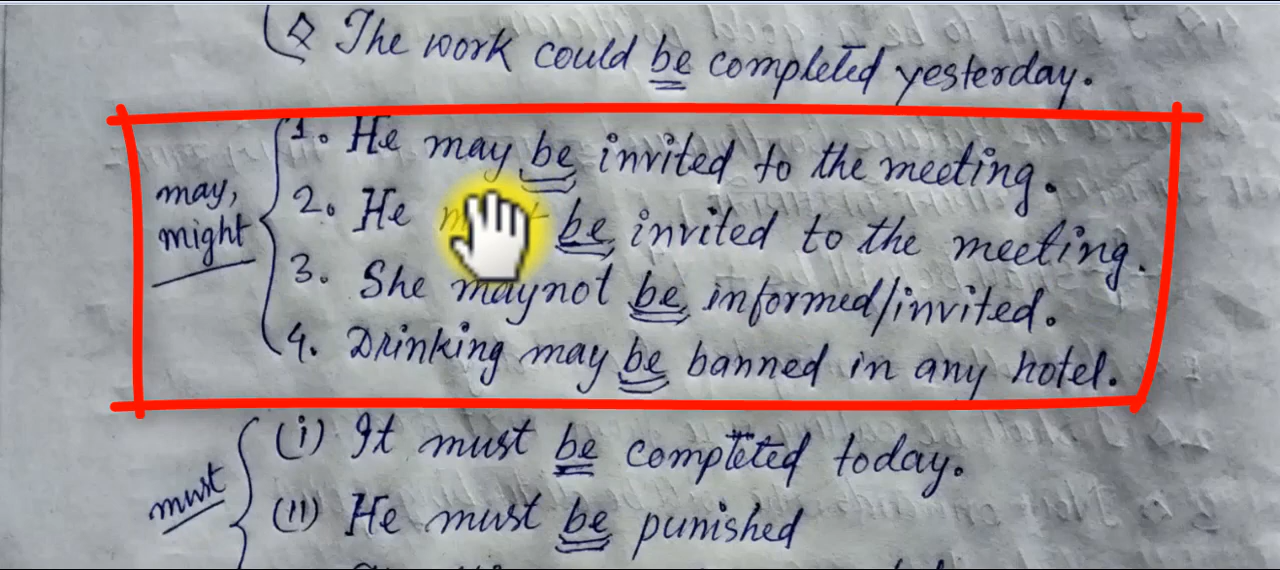 The work could be completed yesterday.
may,
might
1. He may be invited to the meeting.
2. He be invited to the meeting.
3. She may not be informed/invited.
4. Drinking may be banned in any hotel.
must
(i) It must be completed today.
(ii) He must be punished